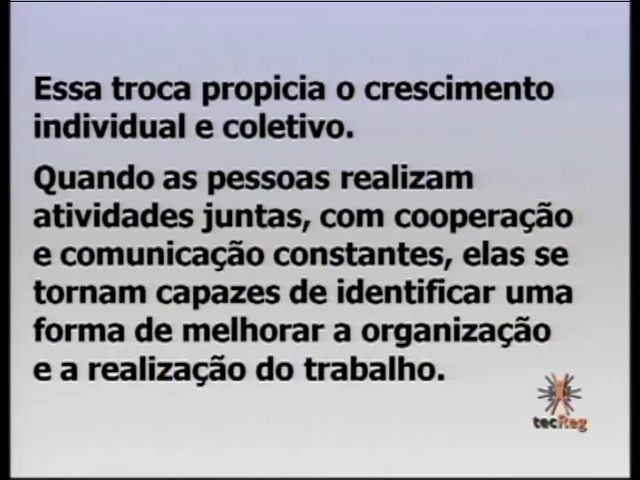 Essa troca propicia o crescimento
individual e coletivo.
Quando as pessoas realizam
atividades juntas, com cooperação
e comunicação constantes, elas se
tornam capazes de identificar uma
forma de melhorar a organização
e a realização do trabalho.
tecReg